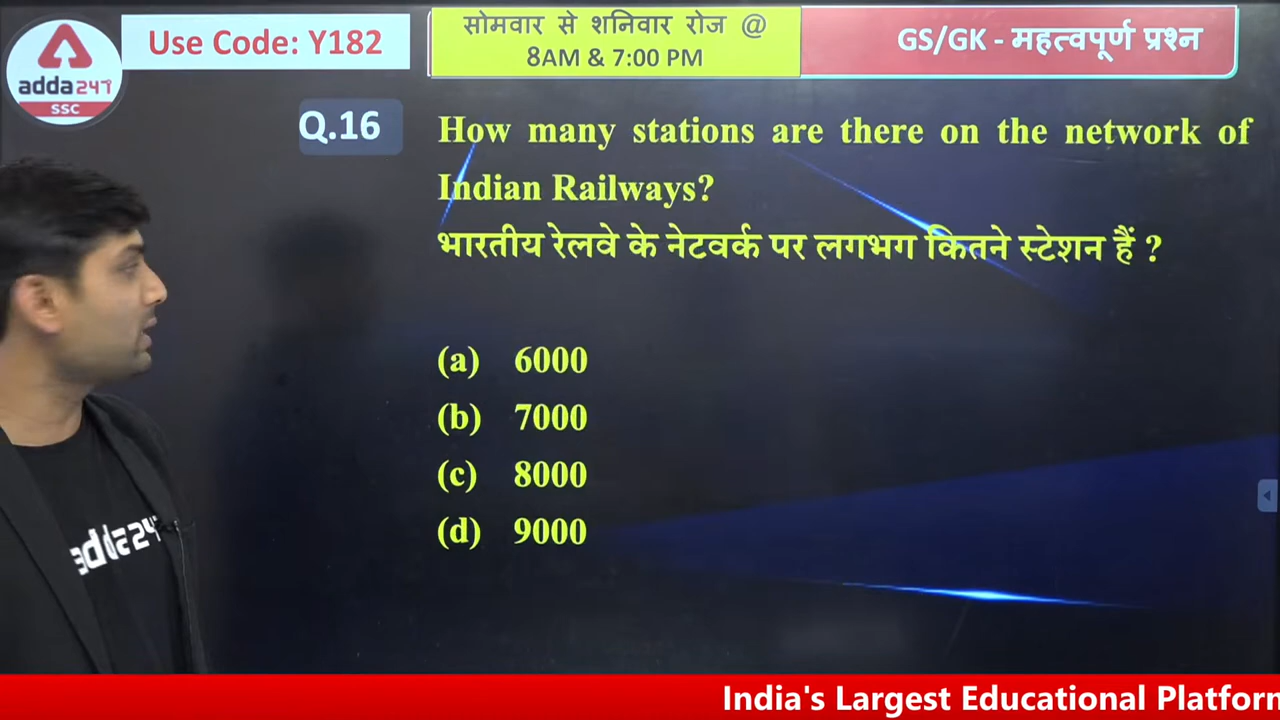 adda247
SSC
Use Code: Y182
सोमवार से शनिवार रोज @
8AM & 7:00 PM
GS/GK - महत्वपूर्ण प्रश्न
Q.16
How many stations are there on the network of
Indian Railways?
भारतीय रेलवे के नेटवर्क पर लगभग कितने स्टेशन हैं ?
(a) 6000
(b) 7000
(c) 8000
(d) 9000
adda247
India's Largest Educational Platform